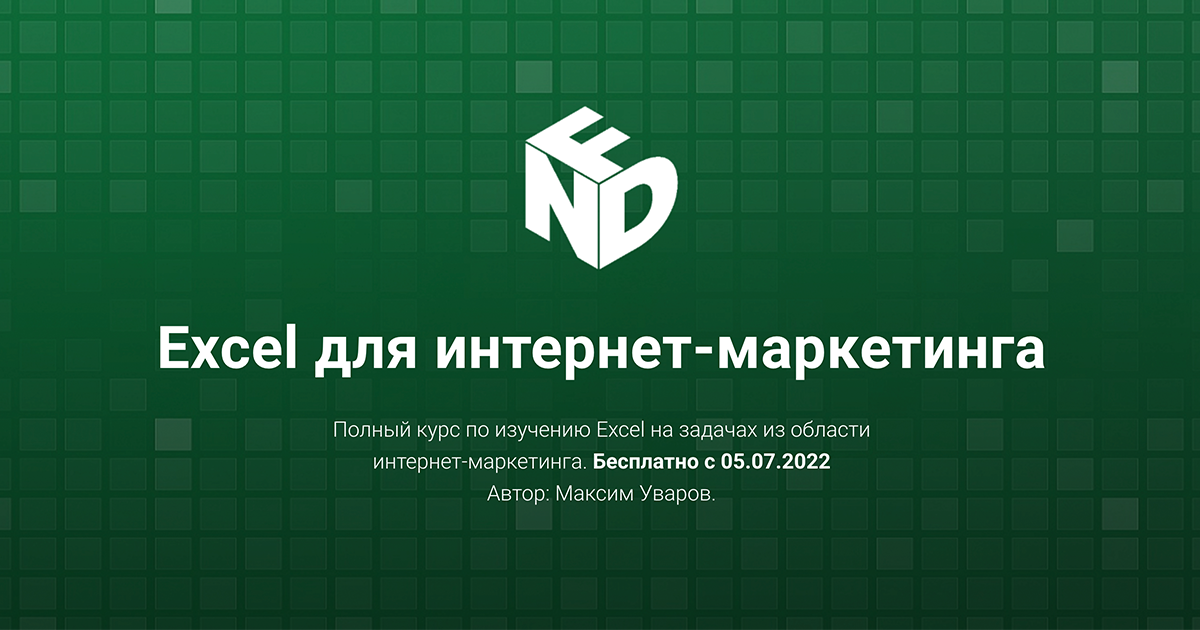 END
Excel для интернет-маркетинга
Полный курс по изучению Excel на задачах из области
интернет-маркетинга. Бесплатно с 05.07.2022
Автор: Максим Уваров.